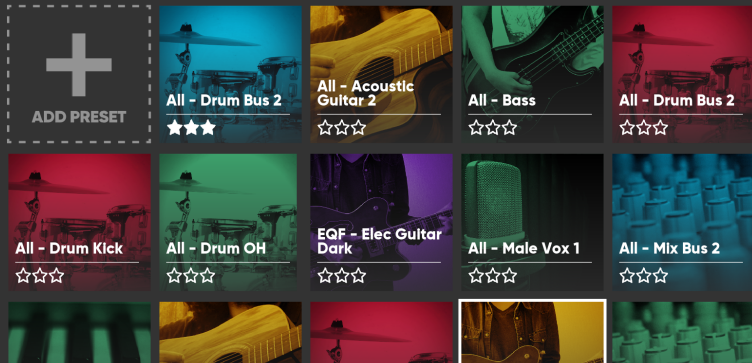 ADD PRESET
All - Drum Bus 2
All - Acoustic
Guitar 2
All - Bass
All - Drum Bus 2
All - Drum Kick
All - Drum OH
EQF - Elec Guitar
Dark
All - Male Vox 1
All - Mix Bus 2